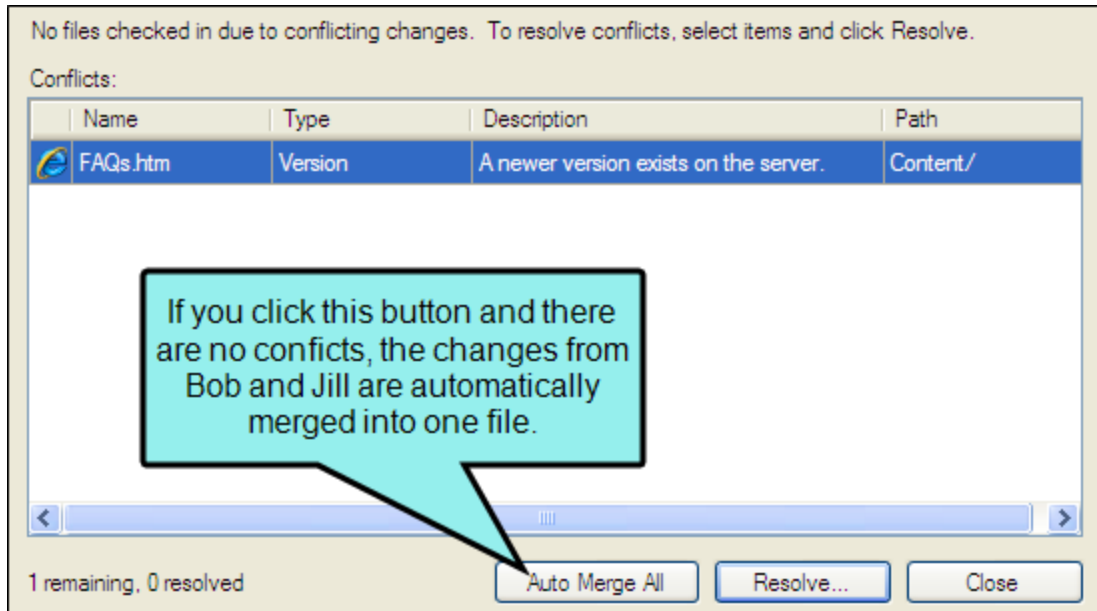 No files checked in due to conflicting changes.  To resolve conflicts, select items and click Resolve.
Conflicts:
Name Type Description Path
FAQs.htm Version A newer version exists on the server. Content/
If you click this button and there
are no conficts, the changes from
Bob and Jill are automatically
merged into one file.
1 remaining, 0 resolved Auto Merge All Resolve... Close